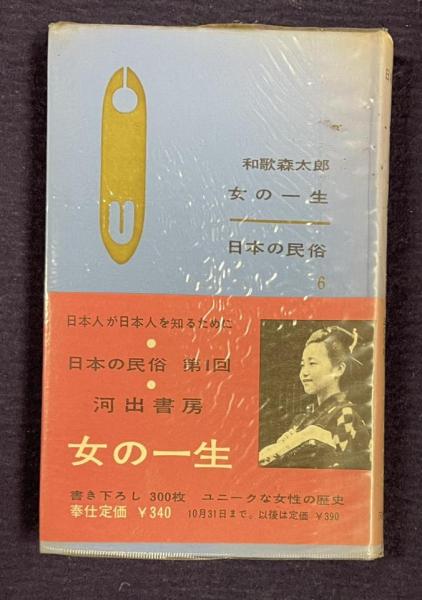 和歌森太郎
女の一生
日本の民俗
6
日本人が日本人を知るために
日本の民俗 第1回
河出書房
女の一生
書き下ろし 300枚 ユニークな女性の歴史
奉仕定価 ¥340 10月31日まで。以後は定価 ¥390